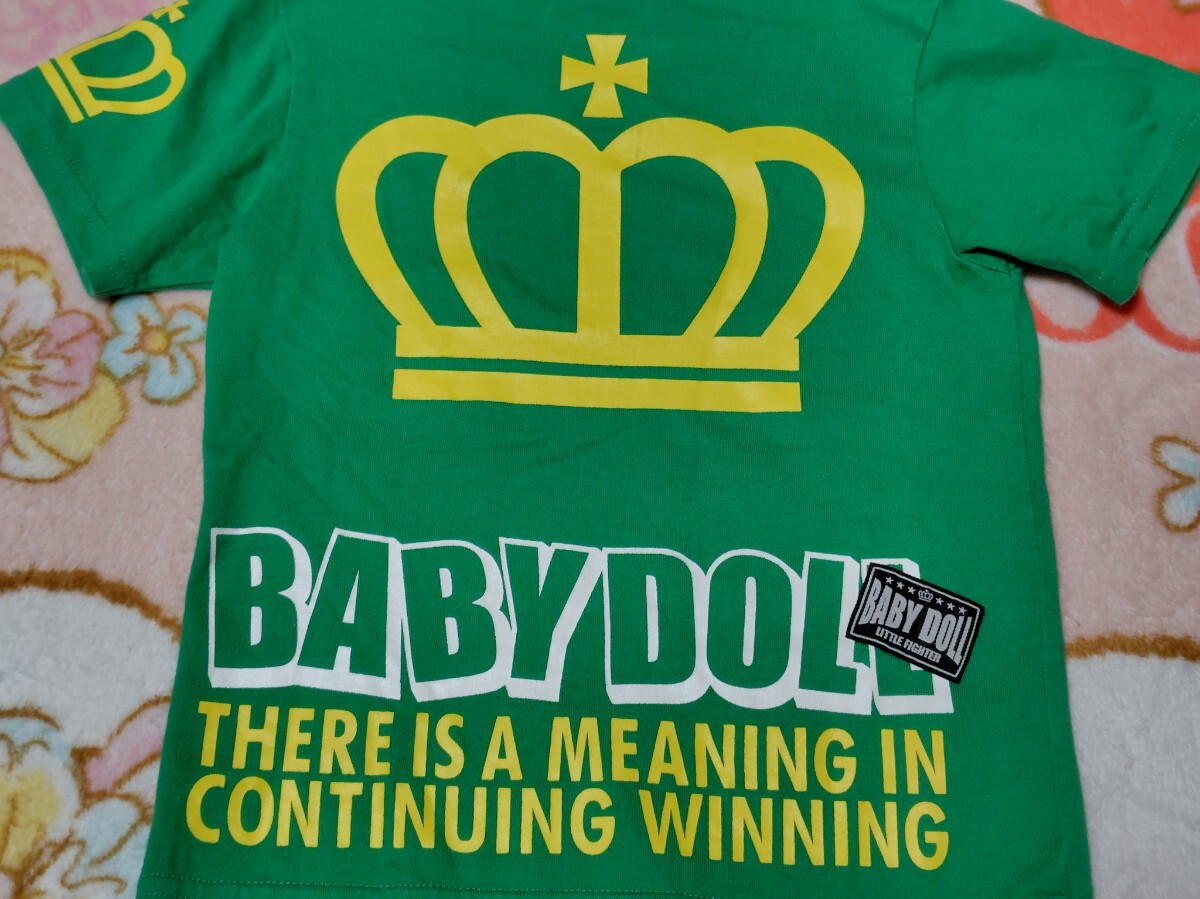 BABYDOLL
BABY DOLL
LITTLE FIGHTER
THERE IS A MEANING IN
CONTINUING WINNING